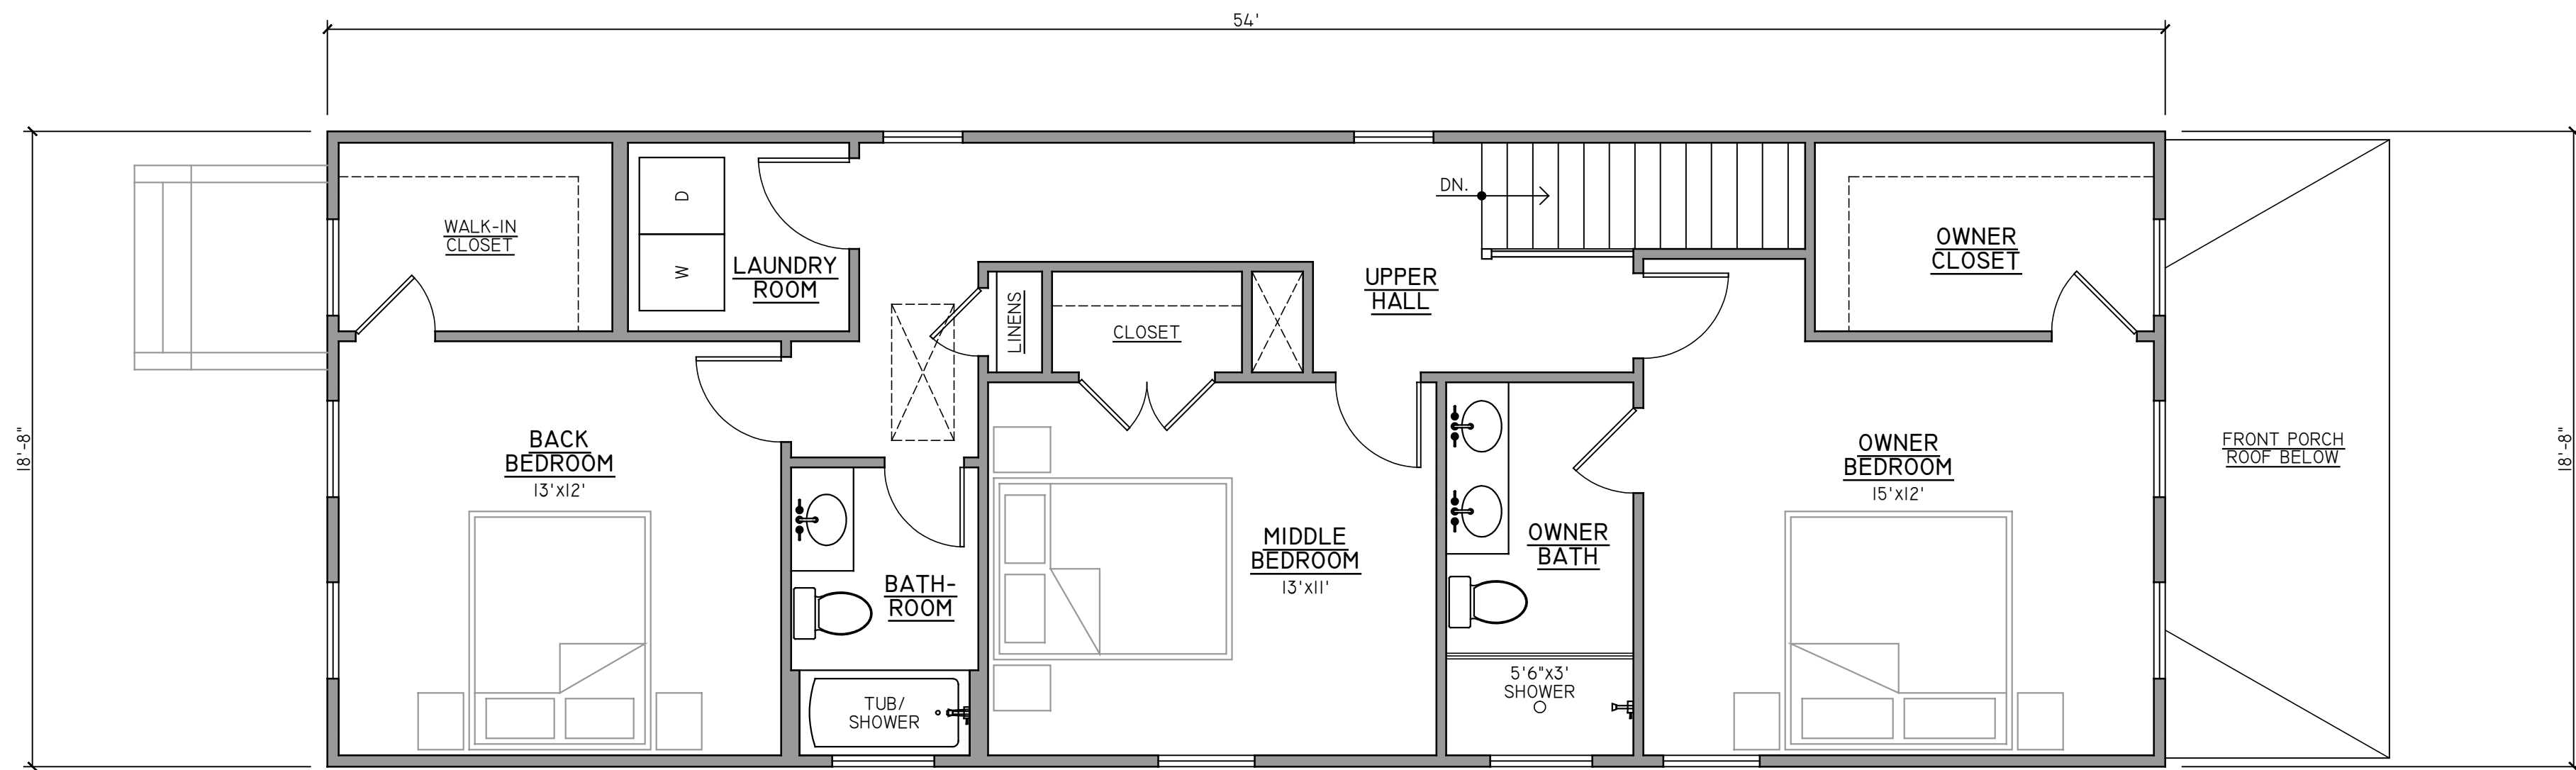 54'
18'-8"
WALK-IN
CLOSET
D
W
LAUNDRY
ROOM
LINENS
CLOSET
DN.
UPPER
HALL
OWNER
CLOSET
BACK
BEDROOM
13'x12'
BATH-
ROOM
TUB/
SHOWER
MIDDLE
BEDROOM
13'x11'
OWNER
BATH
5'6"x3'
SHOWER
OWNER
BEDROOM
15'x12'
FRONT PORCH
ROOF BELOW
18'-8"